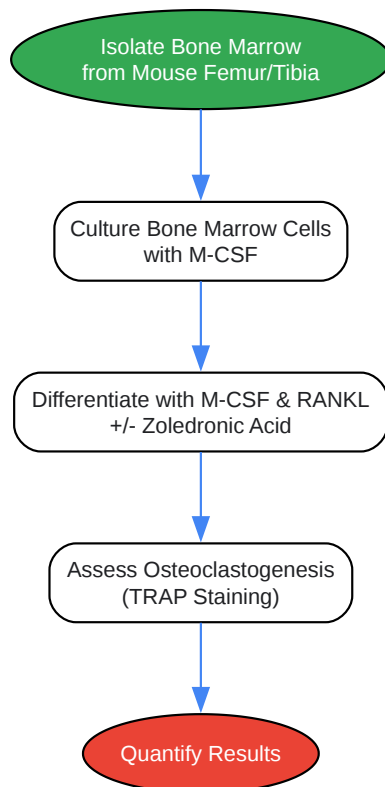 Isolate Bone Marrow
from Mouse Femur/Tibia
Culture Bone Marrow Cells
with M-CSF
Differentiate with M-CSF & RANKL
+/- Zoledronic Acid
Assess Osteoclastogenesis
(TRAP Staining)
Quantify Results